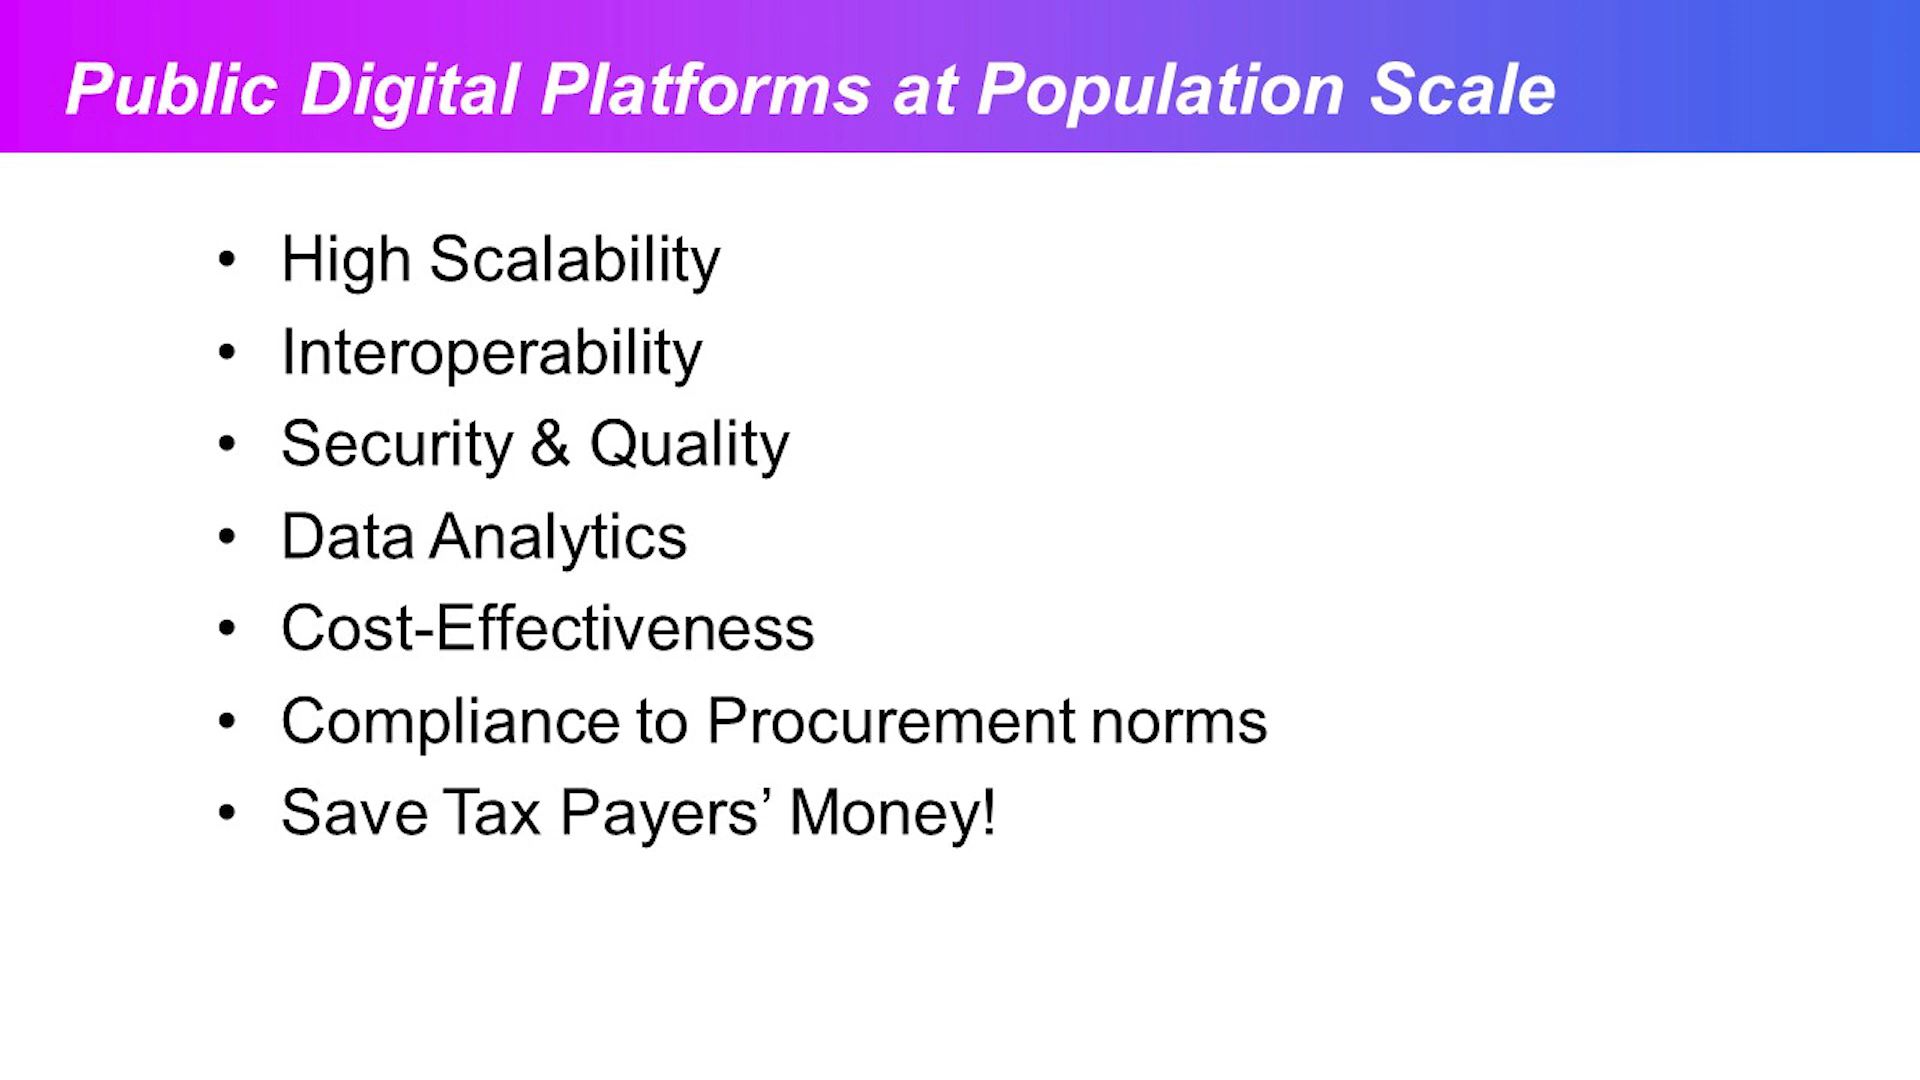 Public Digital Platforms at Population Scale
• High Scalability
• Interoperability
• Security & Quality
• Data Analytics
• Cost-Effectiveness
• Compliance to Procurement norms
• Save Tax Payers’ Money!